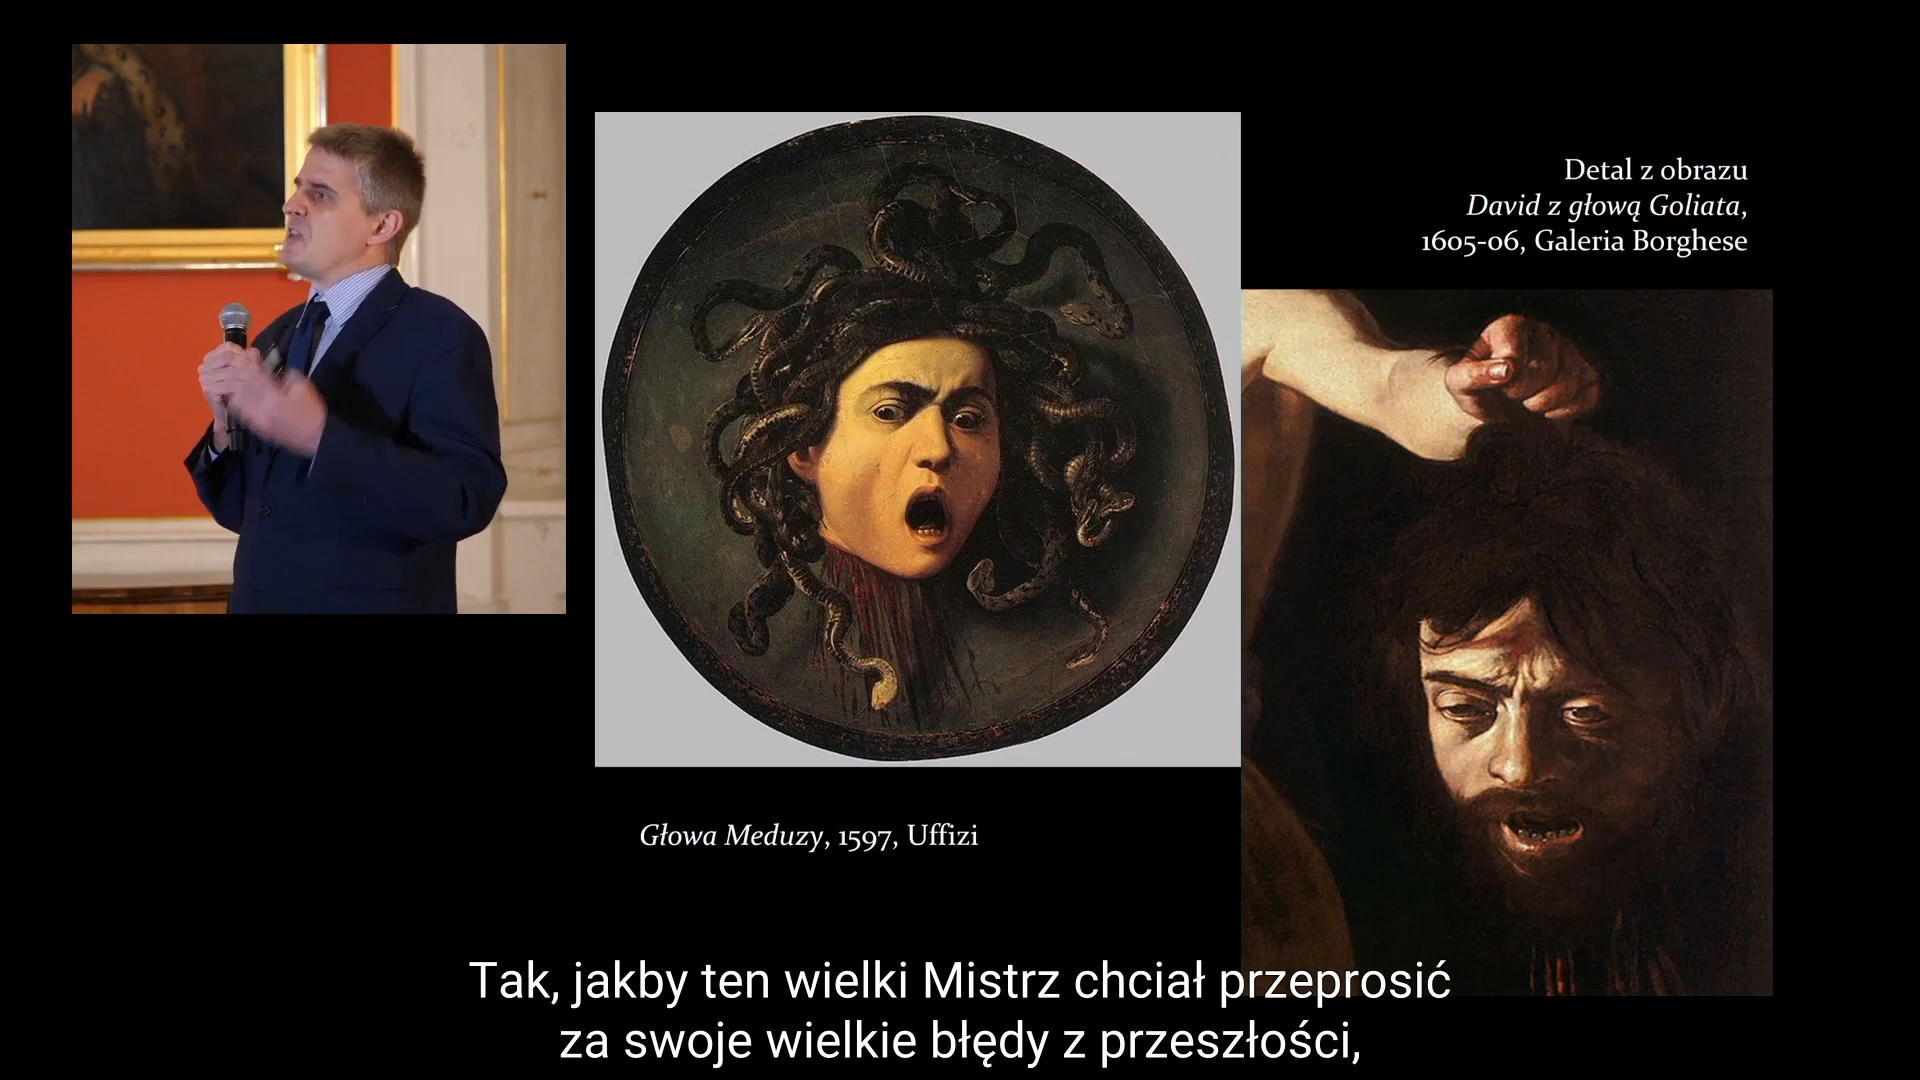 Detal z obrazu
David z głową Goliata,
1605-06, Galeria Borghese
Głowa Meduzy, 1597, Uffizi
Tak, jakby ten wielki Mistrz chciał przeprosić
za swoje wielkie błędy z przeszłości,